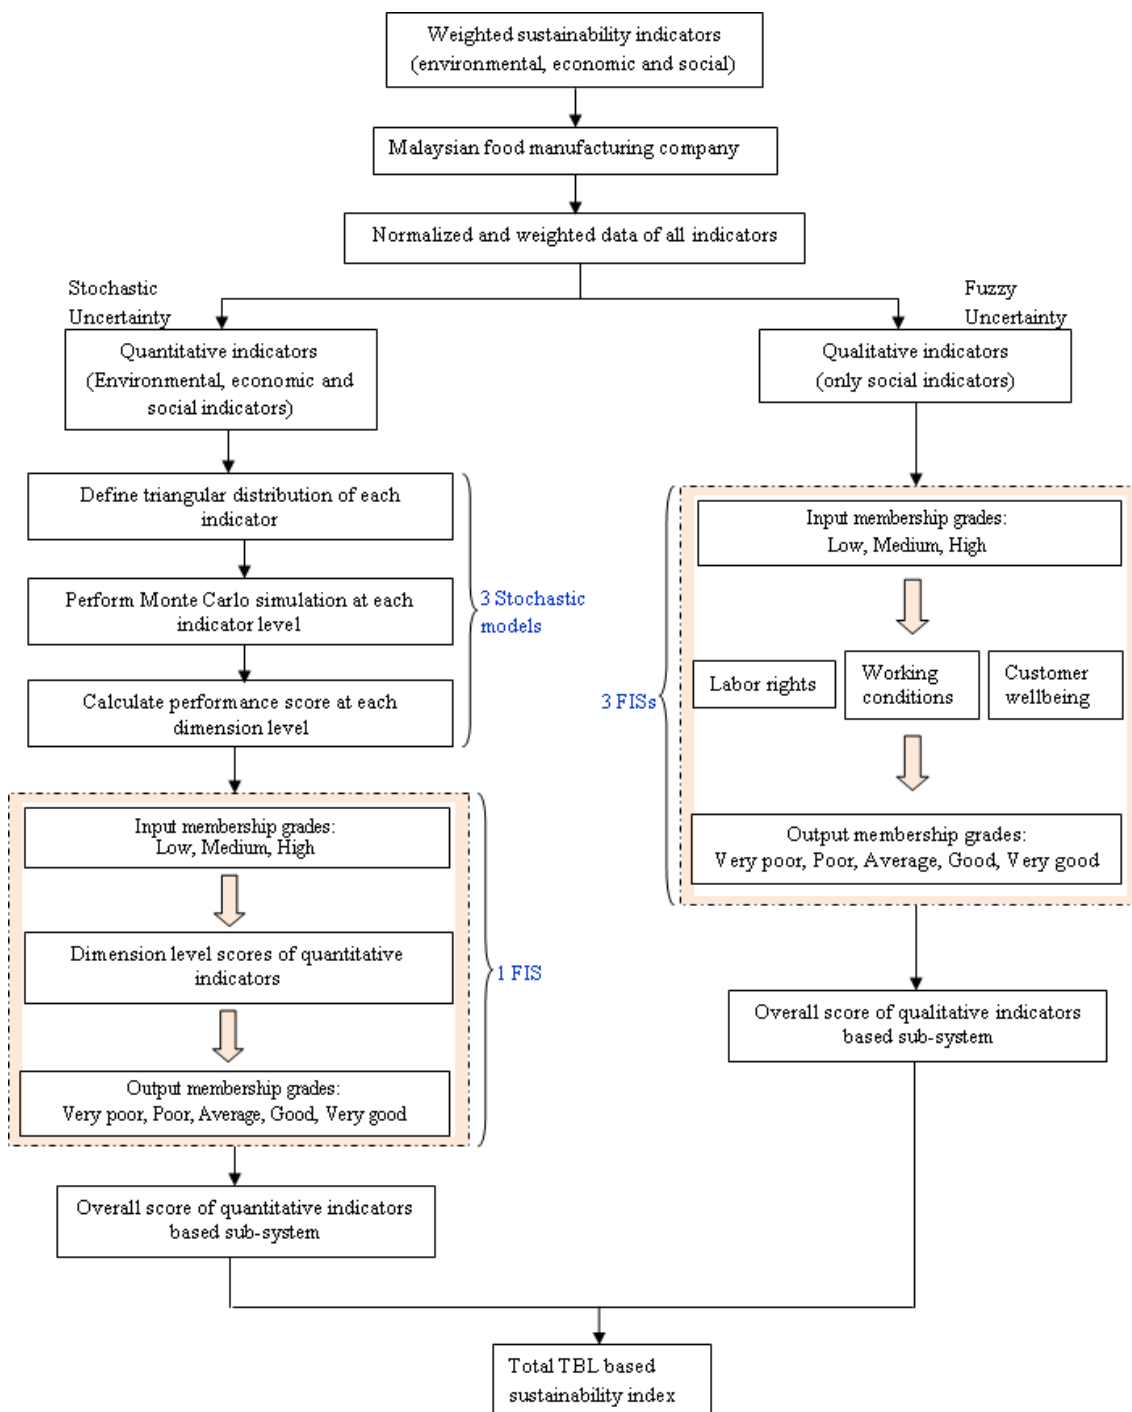 Weighted sustainability indicators
(environmental, economic and social)
Malaysian food manufacturing company
Normalized and weighted data of all indicators
Stochastic
Uncertainty
Fuzzy
Uncertainty
Quantitative indicators
(Environmental, economic and
social indicators)
Qualitative indicators
(only social indicators)
Define triangular distribution of each
indicator
Perform Monte Carlo simulation at each
indicator level
Calculate performance score at each
dimension level
3 Stochastic
models
Input membership grades:
Low, Medium, High
Labor rights
Working
conditions
Customer
wellbeing
Output membership grades:
Very poor, Poor, Average, Good, Very good
3 FISs
Input membership grades:
Low, Medium, High
Dimension level scores of quantitative
indicators
Output membership grades:
Very poor, Poor, Average, Good, Very good
1 FIS
Overall score of qualitative indicators
based sub-system
Overall score of quantitative indicators
based sub-system
Total TBL based
sustainability index